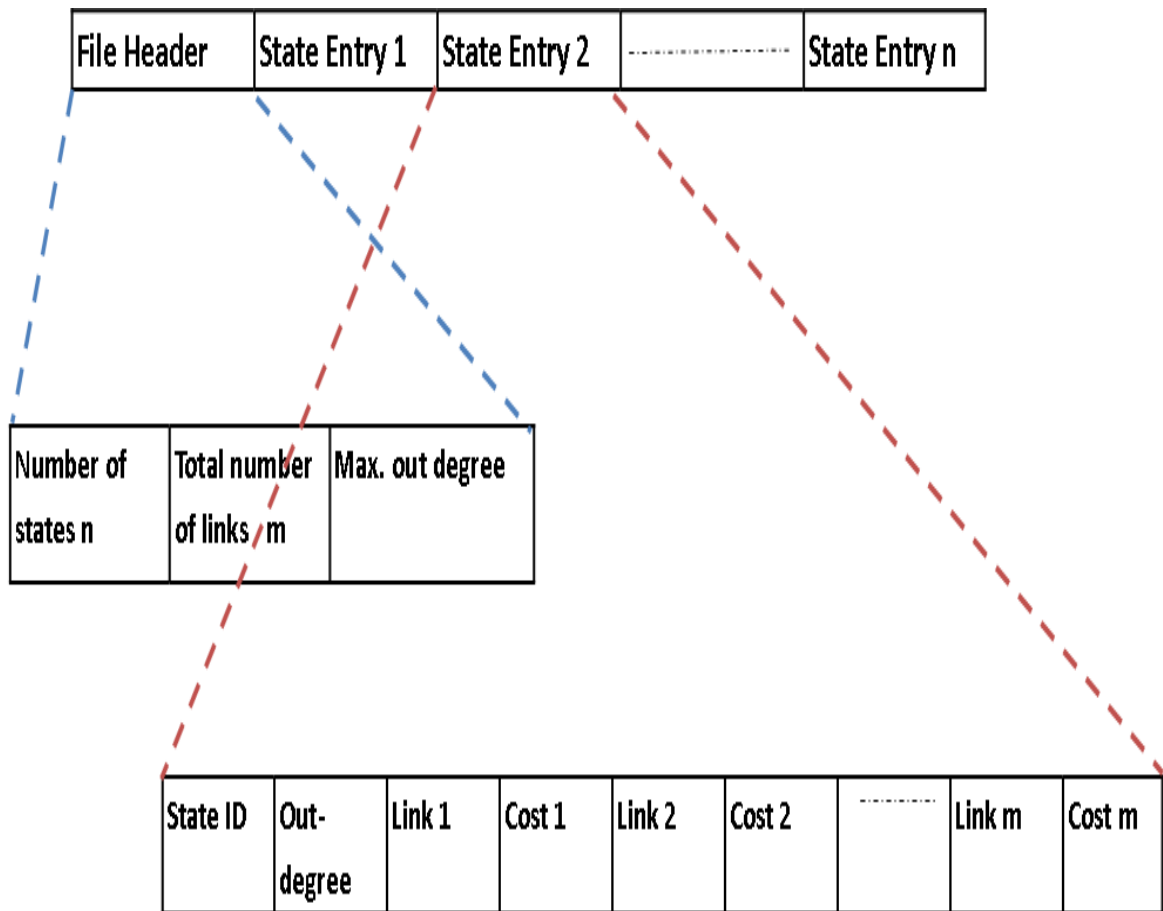 File Header State Entry 1 State Entry 2 State Entry n
Number of Total number Max. out degree
states n of links m
State ID Out- Link 1 Cost 1 Link 2 Cost 2 Link m Cost m
degree